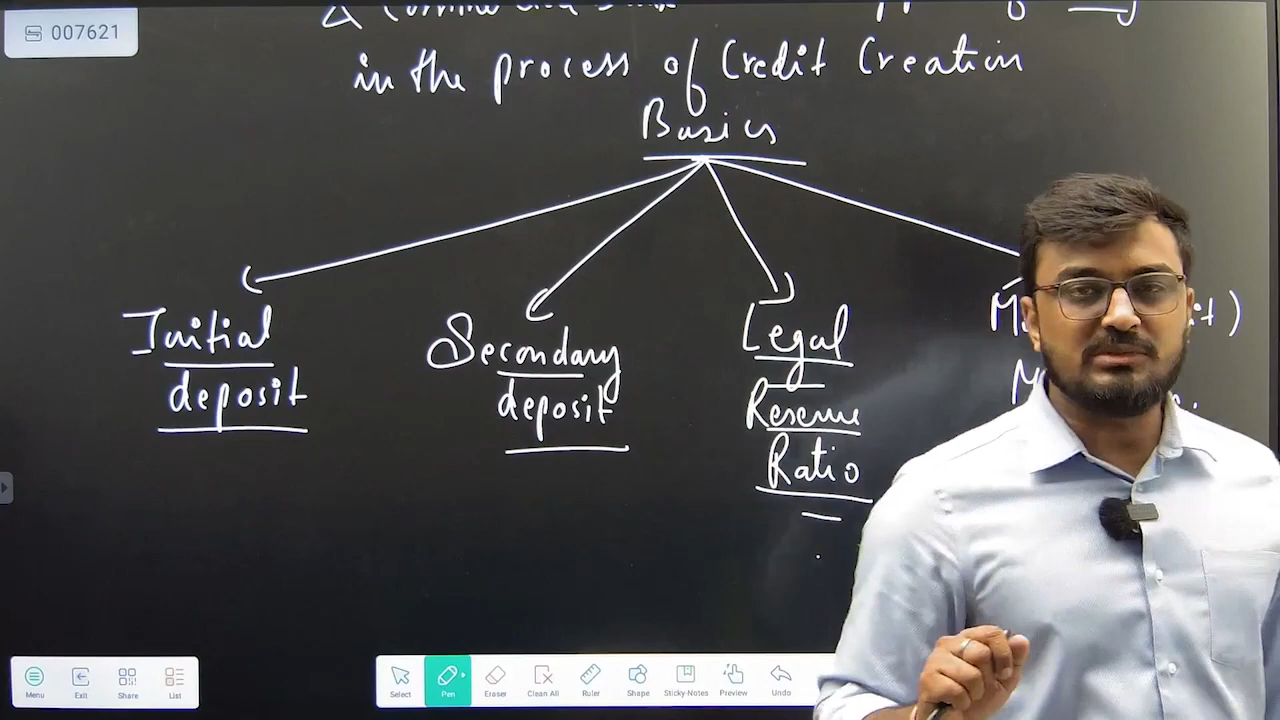 007621
in the process of Credit Creation
Basics
Initial
deposit
Secondary
deposit
Legal
Reserve
Ratio
Menu
Exit
Share
List
Select
Pen
Eraser
Clean All
Ruler
Shape
Sticky-Notes
Preview
Undo